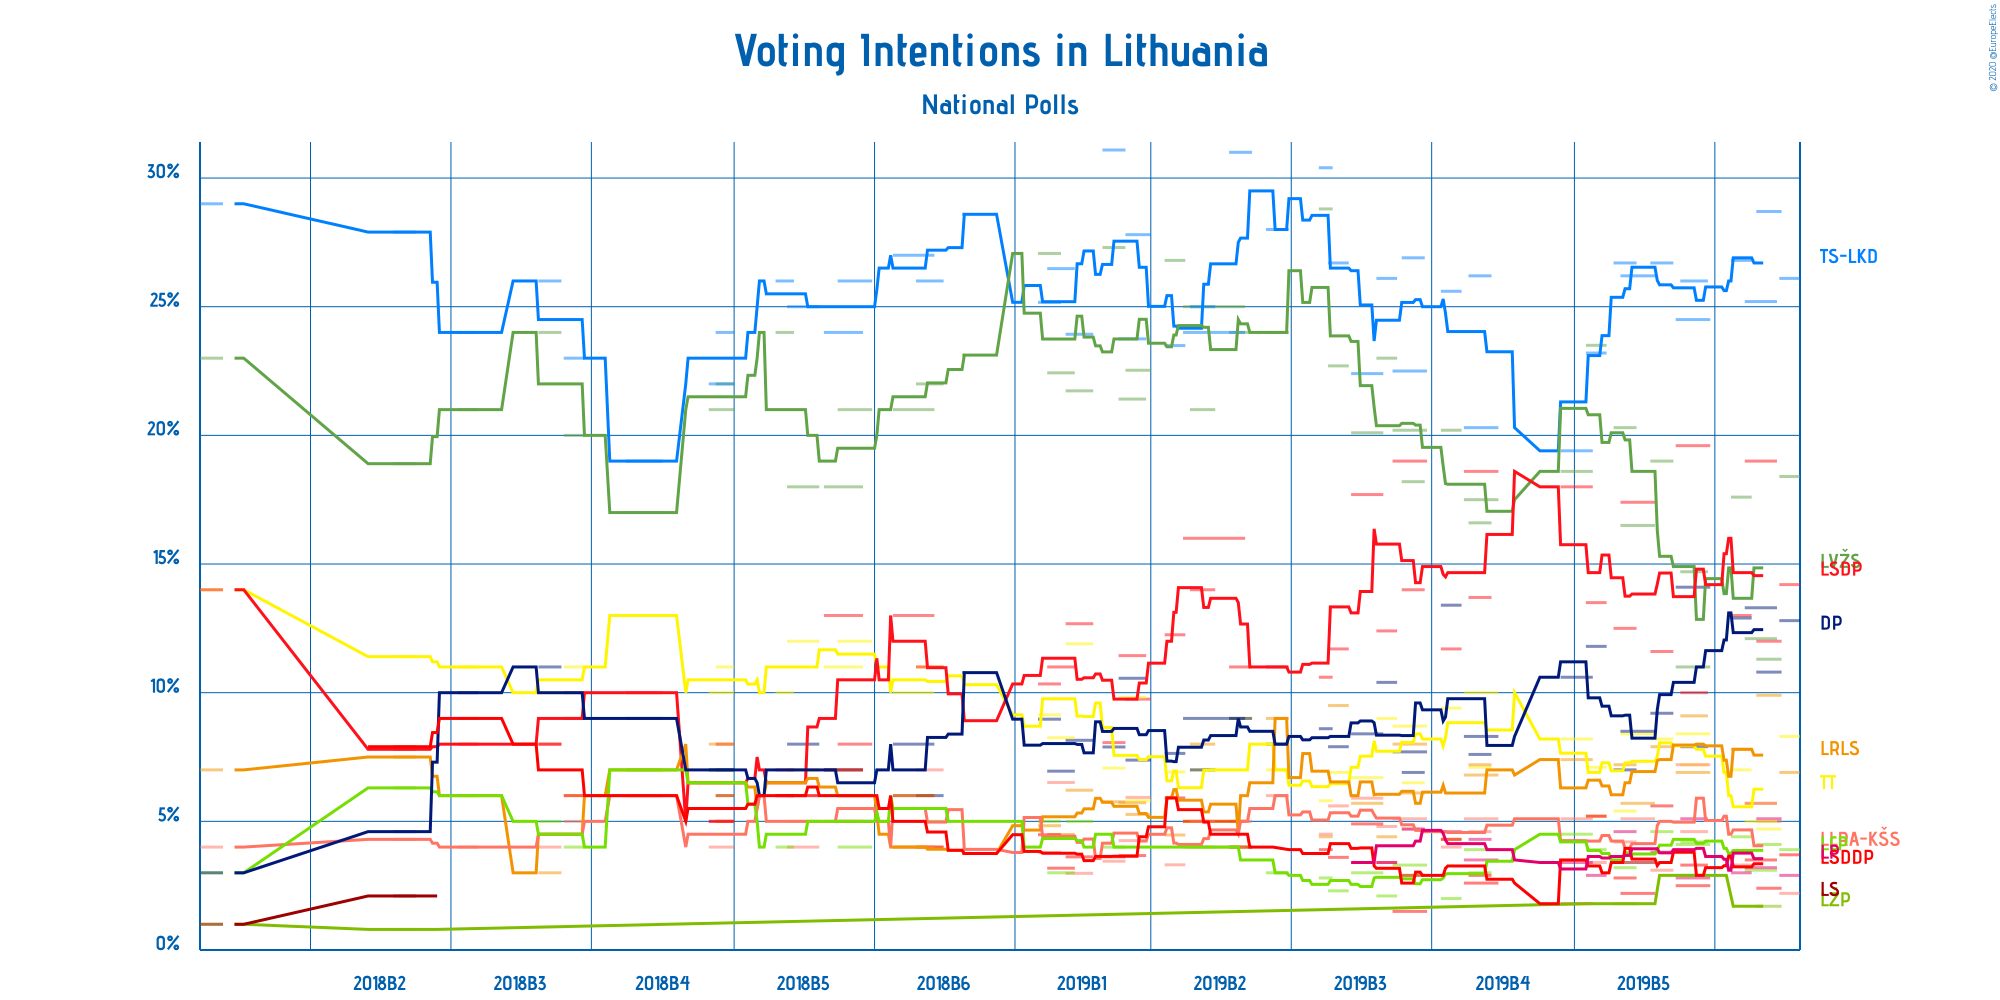 Voting Intentions in Lithuania
National Polls
© 2020 @EuropeElects
30%
25%
20%
15%
10%
5%
0%
TS-LKD
LVŽS
LSDP
DP
LRLS
TT
LLRA-KŠS
LSDDP
LS
LŽP
2018B2
2018B3
2018B4
2018B5
2018B6
2019B1
2019B2
2019B3
2019B4
2019B5